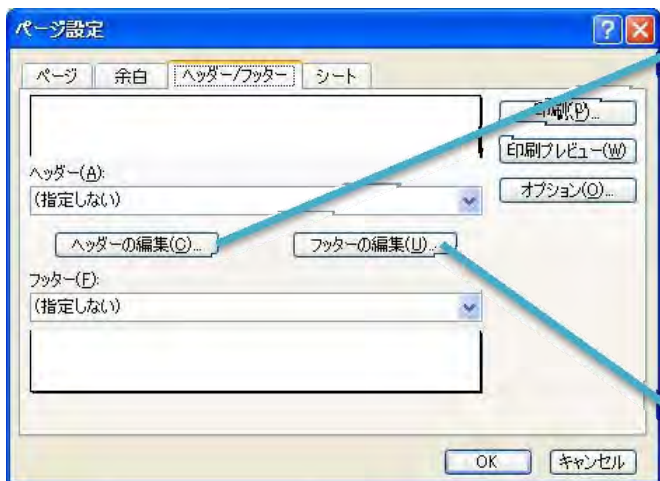 ページ設定
ページ 余白 ヘッダー/フッター シート
印刷(P)...
印刷プレビュー(W)
ヘッダー(A):
(指定しない)
オプション(O)...
ヘッダーの編集(C)... フッターの編集(U)...
フッター(F):
(指定しない)
OK キャンセル